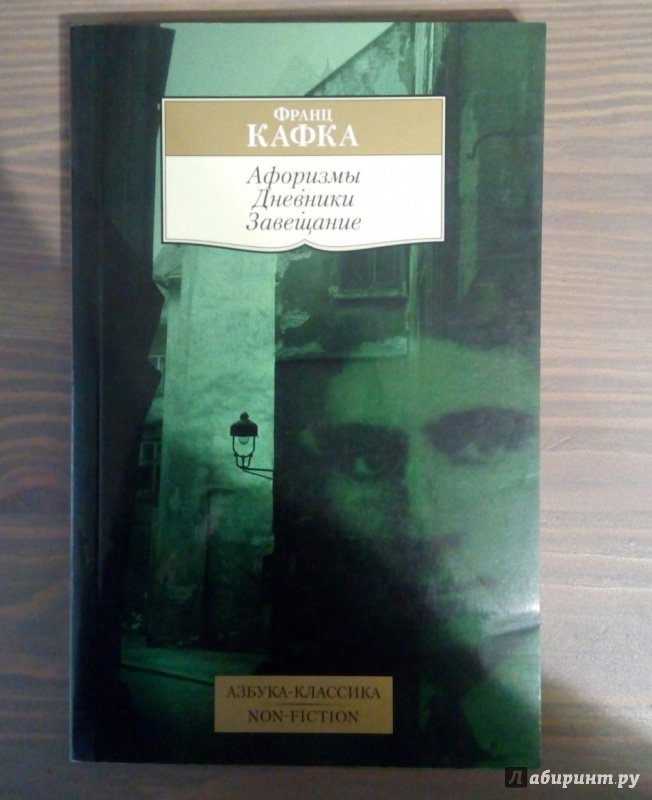 Франц
КАФКА
Афоризмы
Дневники
Завещание
АЗБУКА-КЛАССИКА
NON-FICTION
Лабиринт.ру